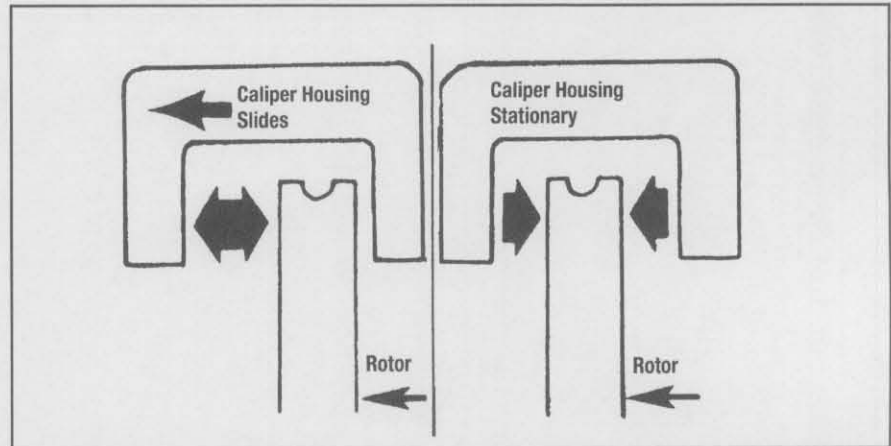 Caliper Housing
Slides
Caliper Housing
Stationary
Rotor
Rotor